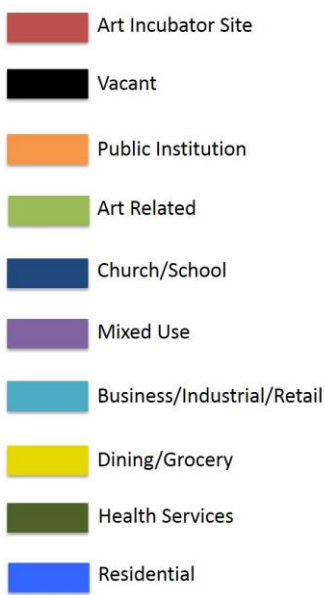 Art Incubator Site
Vacant
Public Institution
Art Related
Church/School
Mixed Use
Business/Industrial/Retail
Dining/Grocery
Health Services
Residential